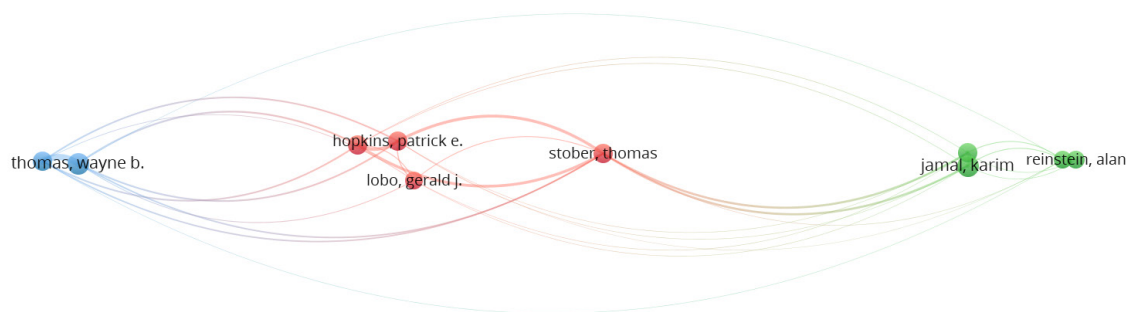 thomas, wayne b.
hopkins, patrick e.
lobo, gerald j.
stober, thomas
jamal, karim
reinstein, alan